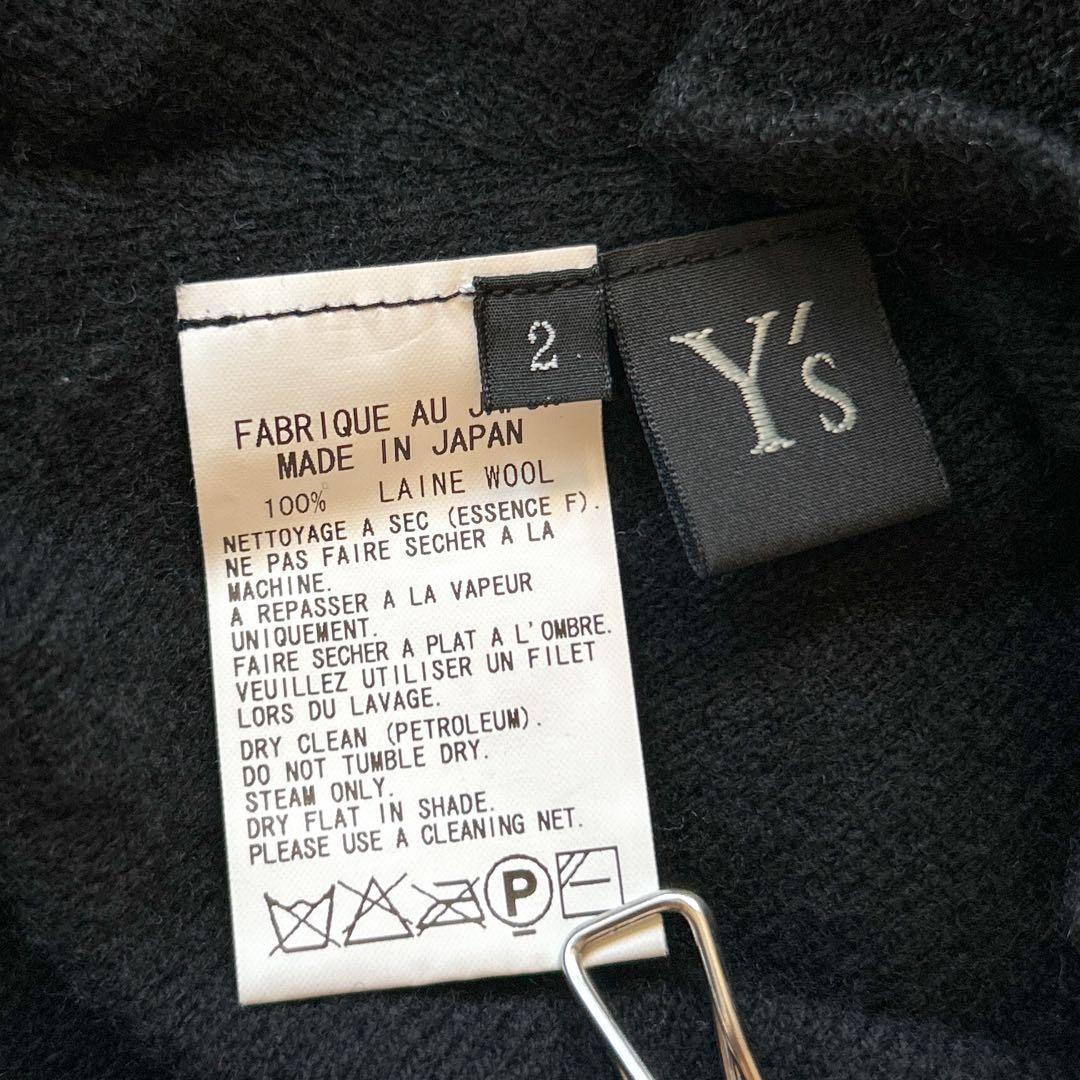 2
Y's
FABRIQUE AU
MADE IN JAPAN
100% LAINE WOOL
NETTOYAGE A SEC (ESSENCE F).
NE PAS FAIRE SECHER A LA
MACHINE.
A REPASSER A LA VAPEUR
UNIQUEMENT.
FAIRE SECHER A PLAT A L'OMBRE.
VEUILLEZ UTILISER UN FILET
LORS DU LAVAGE.
DRY CLEAN (PETROLEUM).
DO NOT TUMBLE DRY.
STEAM ONLY.
DRY FLAT IN SHADE.
PLEASE USE A CLEANING NET.
P